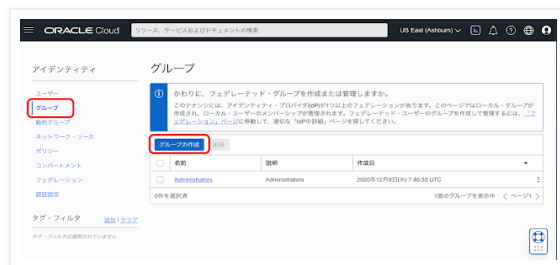 ORACLE Cloud
リソース、サービスおよびドキュメントの検索
US East (Ashburn)
アイデンティティ
ユーザー
グループ
動的グループ
ネットワーク・ソース
ポリシー
コンパートメント
フェデレーション
認証設定
タグ・フィルタ 追加 | クリア
タグ・フィルタは適用されていません
グループ
かわりに、フェデレーテッド・グループを作成または管理しますか。
このテナンシには、アイデンティティ・プロバイダ(IdP)が1つ以上のフェデレーションがあります。このページではローカル・グループが
作成され、ローカル・ユーザーのメンバーシップが管理されます。フェデレーテッド・ユーザーのグループを作成して管理するには、「フ
ェデレーション」ページに移動して、適切な「IdPの詳細」ページを探してください。
グループの作成 削除
名前 説明 作成日
Administrators Administrators 2020年12月9日(水) 7:46:33 UTC
0件を選択済 1個のグループを表示中 < ページ1 >